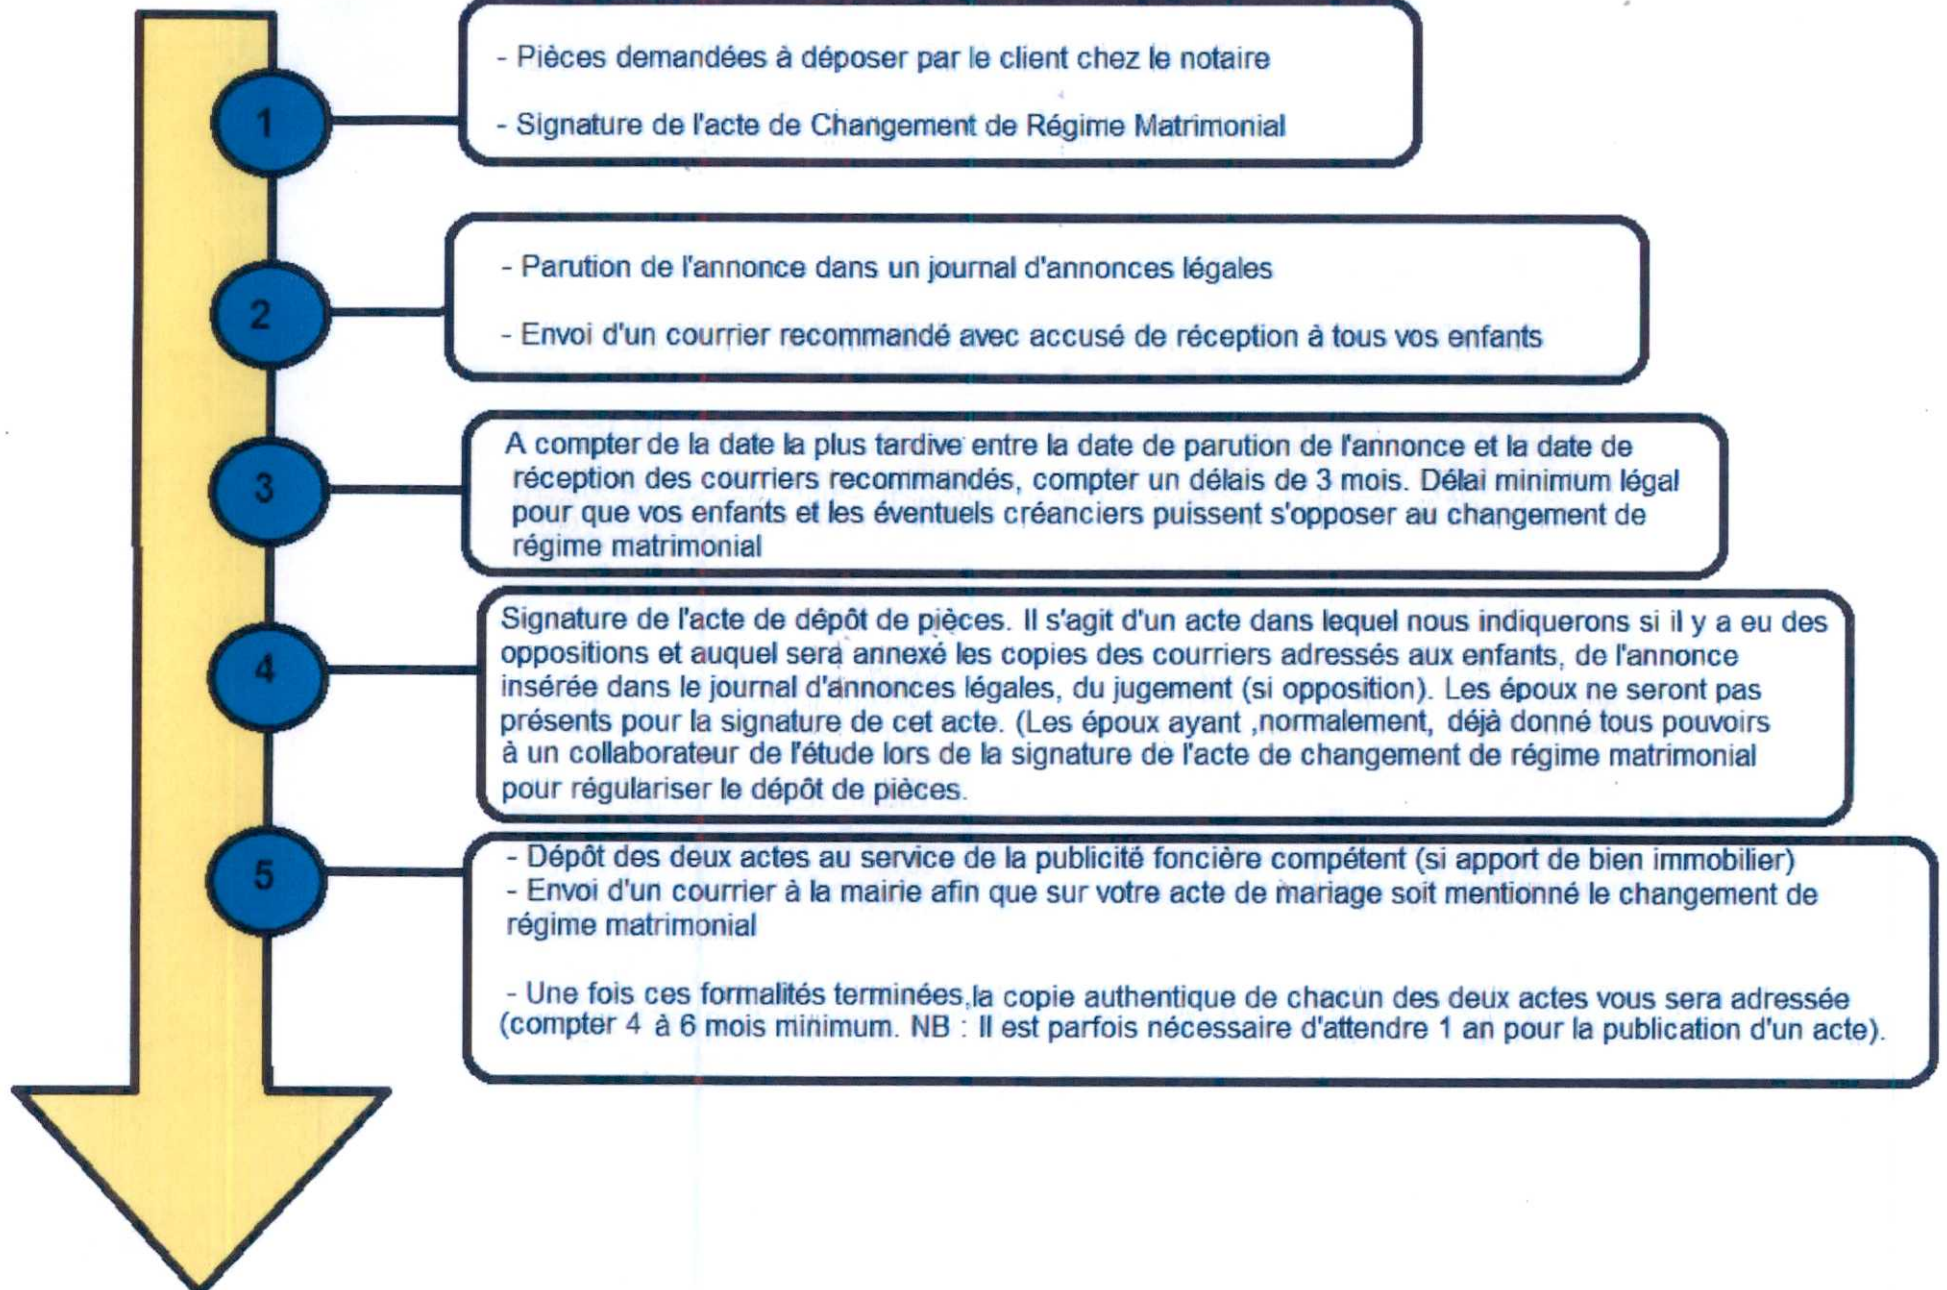 1
- Pièces demandées à déposer par le client chez le notaire
- Signature de l'acte de Changement de Régime Matrimonial
2
- Parution de l'annonce dans un journal d'annonces légales
- Envoi d'un courrier recommandé avec accusé de réception à tous vos enfants
3
A compter de la date la plus tardive entre la date de parution de l'annonce et la date de
réception des courriers recommandés, compter un délais de 3 mois. Délai minimum légal
pour que vos enfants et les éventuels créanciers puissent s'opposer au changement de
régime matrimonial
4
Signature de l'acte de dépôt de pièces. Il s'agit d'un acte dans lequel nous indiquerons si il y a eu des
oppositions et auquel sera annexé les copies des courriers adressés aux enfants, de l'annonce
insérée dans le journal d'annonces légales, du jugement (si opposition). Les époux ne seront pas
présents pour la signature de cet acte. (Les époux ayant ,normalement, déjà donné tous pouvoirs
à un collaborateur de l'étude lors de la signature de l'acte de changement de régime matrimonial
pour régulariser le dépôt de pièces.
5
- Dépôt des deux actes au service de la publicité foncière compétent (si apport de bien immobilier)
- Envoi d'un courrier à la mairie afin que sur votre acte de mariage soit mentionné le changement de
régime matrimonial
- Une fois ces formalités terminées,la copie authentique de chacun des deux actes vous sera adressée
(compter 4 à 6 mois minimum. NB : Il est parfois nécessaire d'attendre 1 an pour la publication d'un acte).